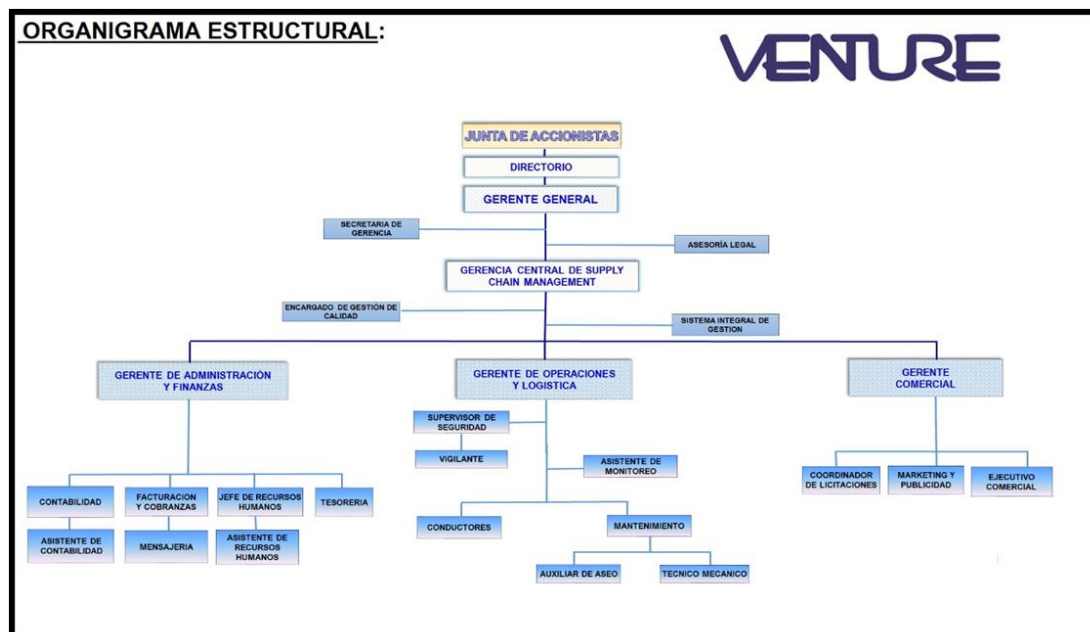 ORGANIGRAMA ESTRUCTURAL:
VENTURE
JUNTA DE ACCIONISTAS
DIRECTORIO
GERENTE GENERAL
SECRETARIA DE
GERENCIA
ASESORÍA LEGAL
GERENCIA CENTRAL DE SUPPLY
CHAIN MANAGEMENT
ENCARGADO DE GESTIÓN DE
CALIDAD
SISTEMA INTEGRAL DE
GESTION
GERENTE DE ADMINISTRACIÓN
Y FINANZAS
GERENTE DE OPERACIONES
Y LOGISTICA
GERENTE
COMERCIAL
SUPERVISOR DE
SEGURIDAD
VIGILANTE
ASISTENTE DE
MONITOREO
COORDINADOR
DE LICITACIONES
MARKETING Y
PUBLICIDAD
EJECUTIVO
COMERCIAL
CONTABILIDAD
FACTURACION
Y COBRANZAS
JEFE DE RECURSOS
HUMANOS
TESORERIA
CONDUCTORES
MANTENIMIENTO
ASISTENTE DE
CONTABILIDAD
MENSAJERIA
ASISTENTE DE
RECURSOS
HUMANOS
AUXILIAR DE ASEO
TECNICO MECANICO